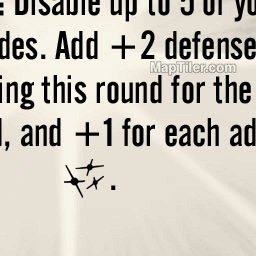 : Disable up to 5 of yo
des. Add +2 defense
MapTiler.com
ing this round for the
, and +1 for each ad
.